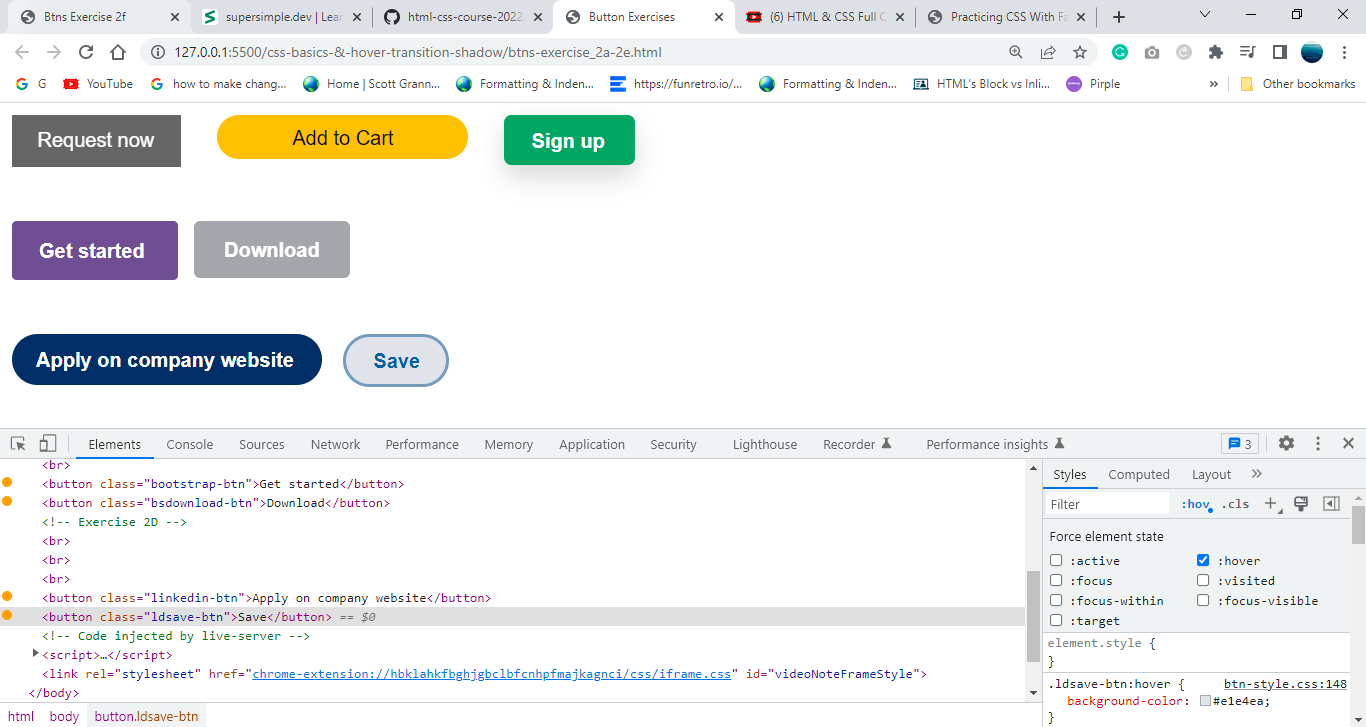 Btns Exercise 2f
supersimple.dev | Lear
html-css-course-2022
Button Exercises
(6) HTML & CSS Full C
Practicing CSS With Fa
127.0.0.1:5500/css-basics-&-hover-transition-shadow/btns-exercise_2a-2e.html
G
YouTube
how to make chang...
Home | Scott Grann...
Formatting & Inden...
https://funretro.io/...
Formatting & Inden...
HTML's Block vs Inli...
Pirple
»
Other bookmarks
Request now
Add to Cart
Sign up
Get started
Download
Apply on company website
Save
Elements
Console
Sources
Network
Performance
Memory
Application
Security
Lighthouse
Recorder
Performance insights
3
<br>
<button class="bootstrap-btn">Get started</button>
<button class="bsdownload-btn">Download</button>
<!-- Exercise 2D -->
<br>
<br>
<br>
<button class="linkedin-btn">Apply on company website</button>
<button class="ldsave-btn">Save</button> == $0
<!-- Code injected by live-server -->
<script>…</script>
<link rel="stylesheet" href="chrome-extension://hbklahkfbghjgbclbfcnhpfmajkagnci/css/iframe.css" id="videoNoteFrameStyle">
</body>
html body button.ldsave-btn
Styles Computed Layout »
Filter
:hov .cls
Force element state
:active
:hover
:focus
:visited
:focus-within
:focus-visible
:target
element.style {
}
.ldsave-btn:hover { btn-style.css:148
background-color: #e1e4ea;
}